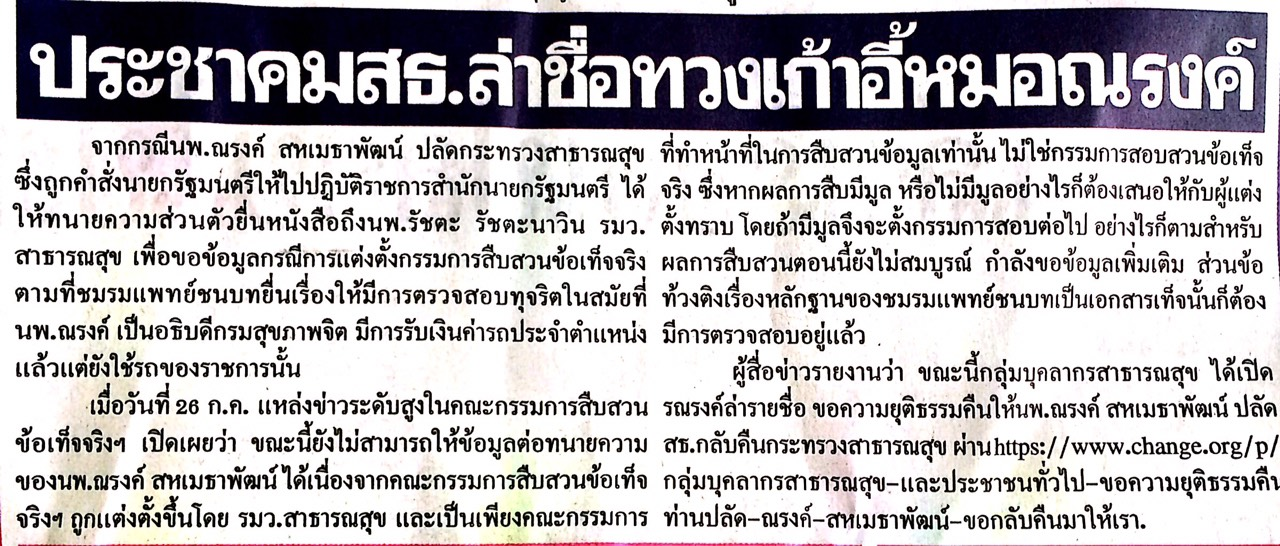 ประชาคมสธ.ล่าชื่อทวงเก้าอี้หมอณรงค์
จากกรณีนพ.ณรงค์ สหเมธาพัฒน์ ปลัดกระทรวงสาธารณสุข
ซึ่งถูกคำสั่งนายกรัฐมนตรีให้ไปปฏิบัติราชการสำนักนายกรัฐมนตรี ได้
ให้ทนายความส่วนตัวยื่นหนังสือถึงนพ.รัชตะ รัชตะนาวิน รมว.
สาธารณสุข เพื่อขอข้อมูลกรณีการแต่งตั้งกรรมการสืบสวนข้อเท็จจริง
ตามที่ชมรมแพทย์ชนบทยื่นเรื่องให้มีการตรวจสอบทุจริตในสมัยที่
นพ.ณรงค์ เป็นอธิบดีกรมสุขภาพจิต มีการรับเงินค่ารถประจำตำแหน่ง
แล้วแต่ยังใช้รถของราชการนั้น
เมื่อวันที่ 26 ก.ค. แหล่งข่าวระดับสูงในคณะกรรมการสืบสวน
ข้อเท็จจริงฯ เปิดเผยว่า ขณะนี้ยังไม่สามารถให้ข้อมูลต่อทนายความ
ของนพ.ณรงค์ สหเมธาพัฒน์ ได้เนื่องจากคณะกรรมการสืบสวนข้อเท็จ
จริงฯ ถูกแต่งตั้งขึ้นโดย รมว.สาธารณสุข และเป็นเพียงคณะกรรมการ
ที่ทำหน้าที่ในการสืบสวนข้อมูลเท่านั้น ไม่ใช่กรรมการสอบสวนข้อเท็จ
จริง ซึ่งหากผลการสืบมีมูล หรือไม่มีมูลอย่างไรก็ต้องเสนอให้กับผู้แต่ง
ตั้งทราบ โดยถ้ามีมูลจึงจะตั้งกรรมการสอบต่อไป อย่างไรก็ตามสำหรับ
ผลการสืบสวนตอนนี้ยังไม่สมบูรณ์ กำลังขอข้อมูลเพิ่มเติม ส่วนข้อ
ท้วงติงเรื่องหลักฐานของชมรมแพทย์ชนบทเป็นเอกสารเท็จนั้นก็ต้อง
มีการตรวจสอบอยู่แล้ว
ผู้สื่อข่าวรายงานว่า ขณะนี้กลุ่มบุคลากรสาธารณสุข ได้เปิด
รณรงค์ล่ารายชื่อ ขอความยุติธรรมคืนให้นพ.ณรงค์ สหเมธาพัฒน์ ปลัด
สธ.กลับคืนกระทรวงสาธารณสุข ผ่านhttps://www.change.org/p/
กลุ่มบุคลากรสาธารณสุข-และประชาชนทั่วไป-ขอความยุติธรรมคืน
ท่านปลัด-ณรงค์-สหเมธาพัฒน์-ขอกลับคืนมาให้เรา.